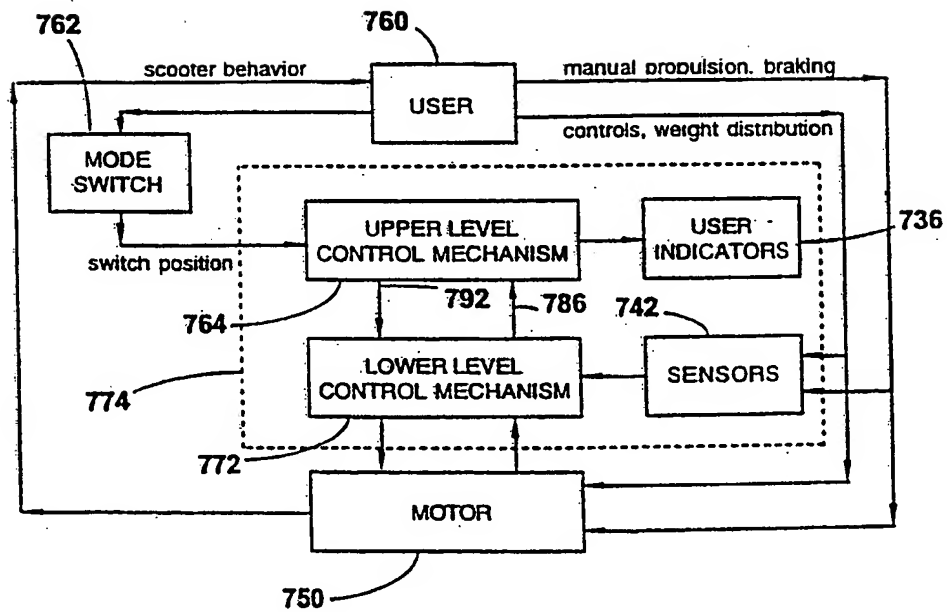 762
760
scooter behavior
USER
manual propulsion, braking
controls, weight distribution
MODE
SWITCH
switch position
UPPER LEVEL
CONTROL MECHANISM
USER
INDICATORS
736
764
792
786
742
LOWER LEVEL
CONTROL MECHANISM
SENSORS
774
772
MOTOR
750